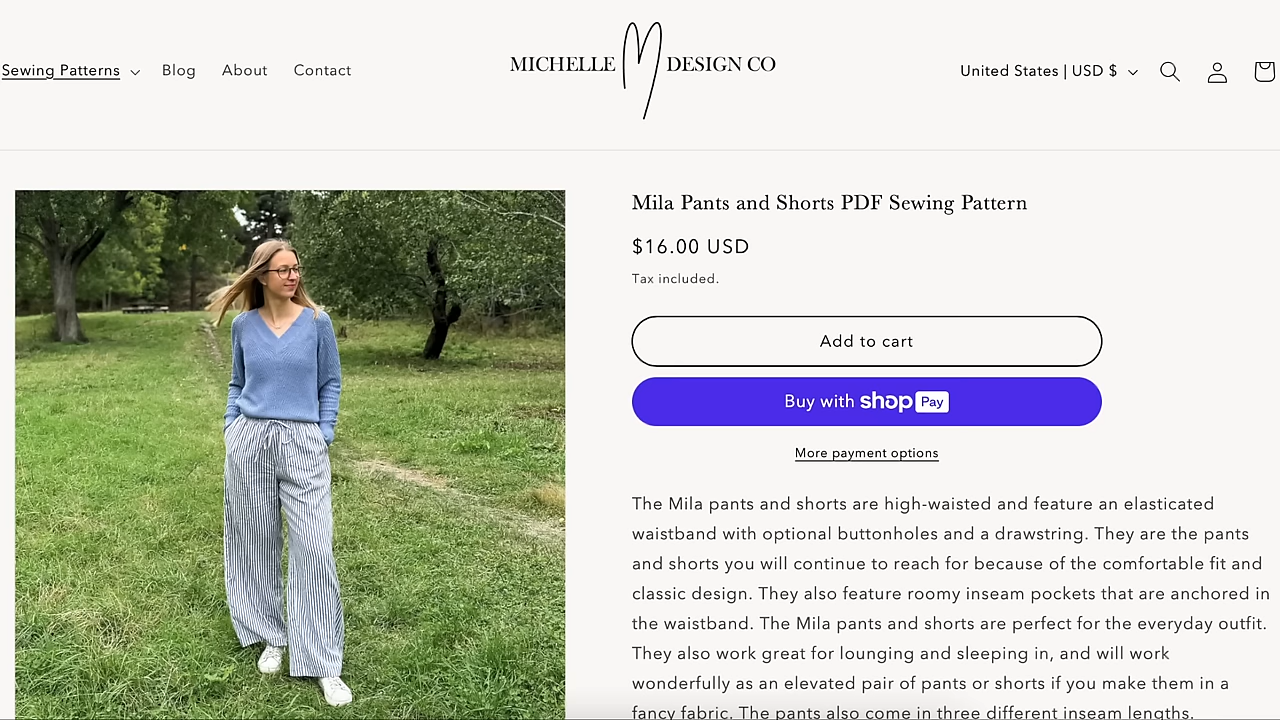 Sewing Patterns
Blog
About
Contact
MICHELLE M DESIGN CO
United States | USD $
Mila Pants and Shorts PDF Sewing Pattern
$16.00 USD
Tax included.
Add to cart
Buy with shop Pay
More payment options
The Mila pants and shorts are high-waisted and feature an elasticated
waistband with optional buttonholes and a drawstring. They are the pants
and shorts you will continue to reach for because of the comfortable fit and
classic design. They also feature roomy inseam pockets that are anchored in
the waistband. The Mila pants and shorts are perfect for the everyday outfit.
They also work great for lounging and sleeping in, and will work
wonderfully as an elevated pair of pants or shorts if you make them in a
fancy fabric. The pants also come in three different inseam lengths.